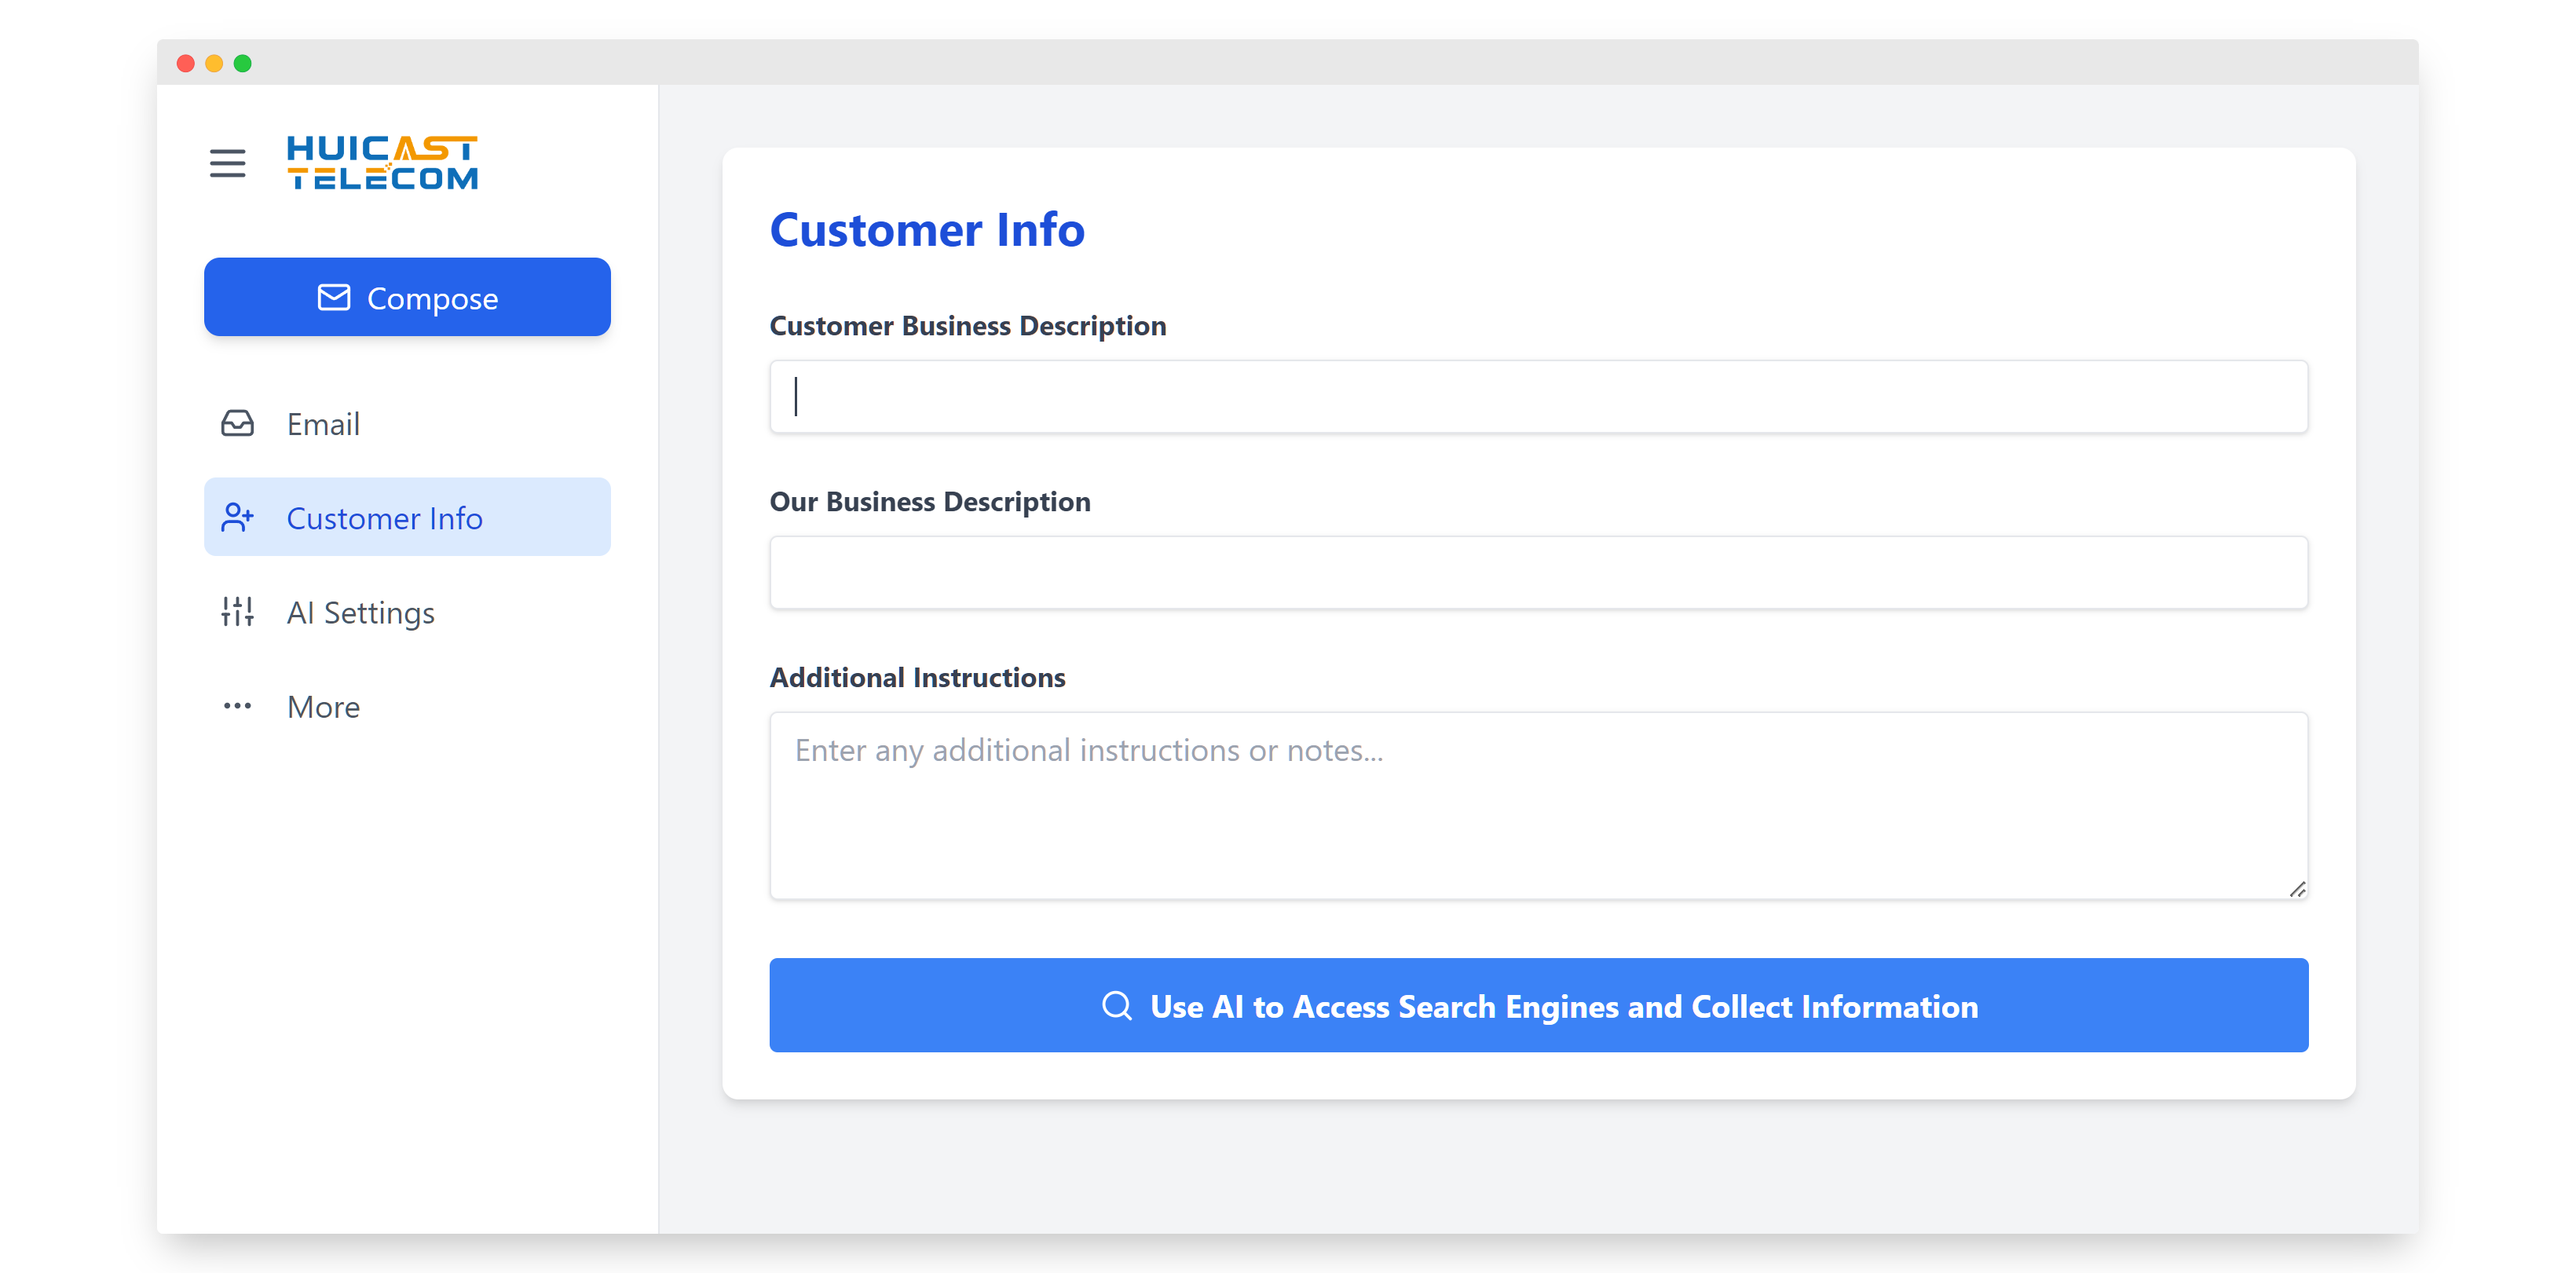 HUICAST
TELECOM
Compose
Email
Customer Info
AI Settings
More
Customer Info
Customer Business Description
Our Business Description
Additional Instructions
Enter any additional instructions or notes...
Use AI to Access Search Engines and Collect Information